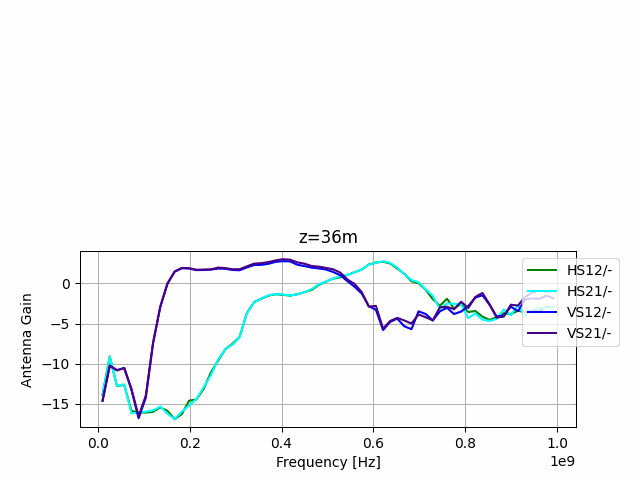 z=36m
HS12/-
HS21/-
VS12/-
VS21/-
Antenna Gain
0
−5
−10
−15
0.0 0.2 0.4 0.6 0.8 1.0
Frequency [Hz]
1e9